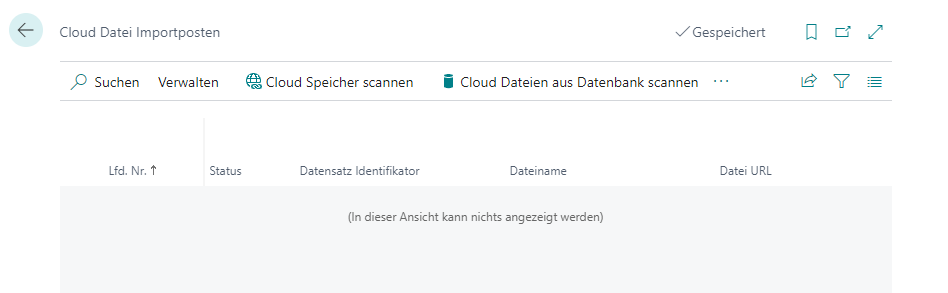 Cloud Datei Importposten
Gespeichert
Suchen Verwalten Cloud Speicher scannen Cloud Dateien aus Datenbank scannen ...
Lfd. Nr. ↑ Status Datensatz Identifikator Dateiname Datei URL
(In dieser Ansicht kann nichts angezeigt werden)